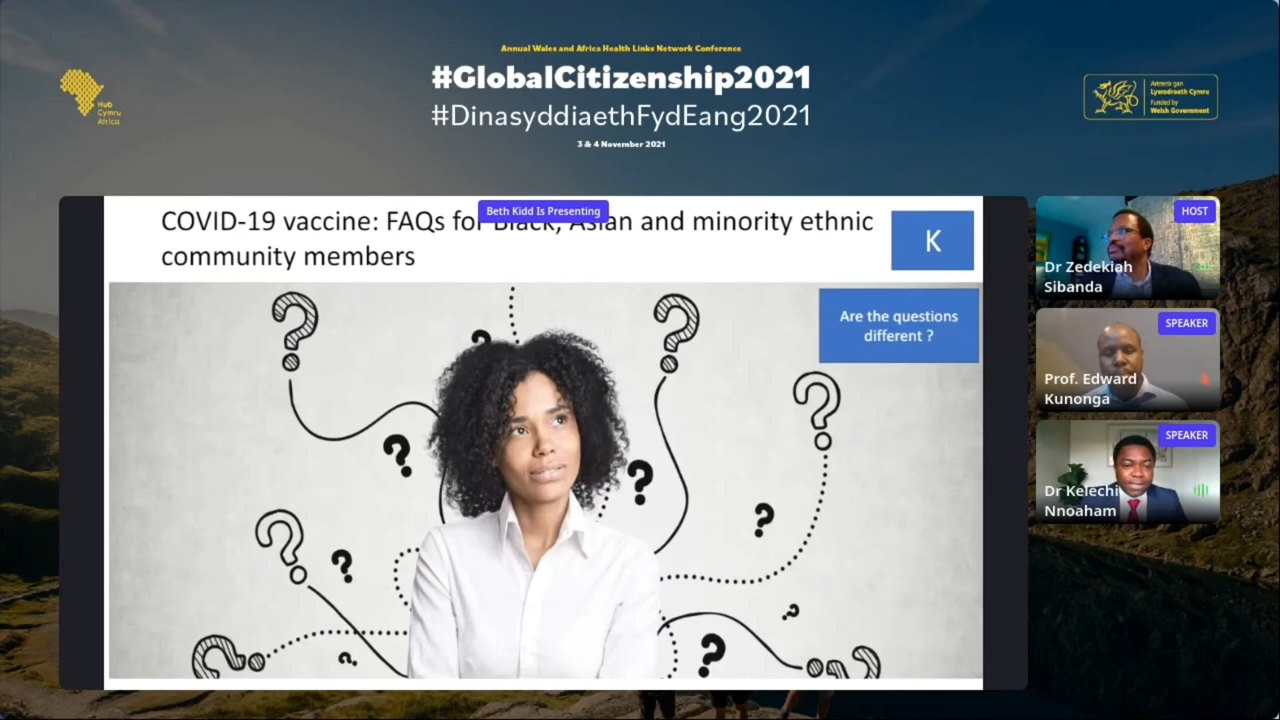 Annual Wales and Africa Health Links Network Conference
#GlobalCitizenship2021
#DinasyddiaethFydEang2021
3 & 4 November 2021
Hub
Cymru
Africa
Ariennir gan
Lywodraeth Cymru
Funded by
Welsh Government
Beth Kidd Is Presenting
COVID-19 vaccine: FAQs for Black, Asian and minority ethnic
community members
K
Are the questions
different ?
HOST
Dr Zedekiah
Sibanda
SPEAKER
Prof. Edward
Kunonga
SPEAKER
Dr Kelechi
Nnoaham